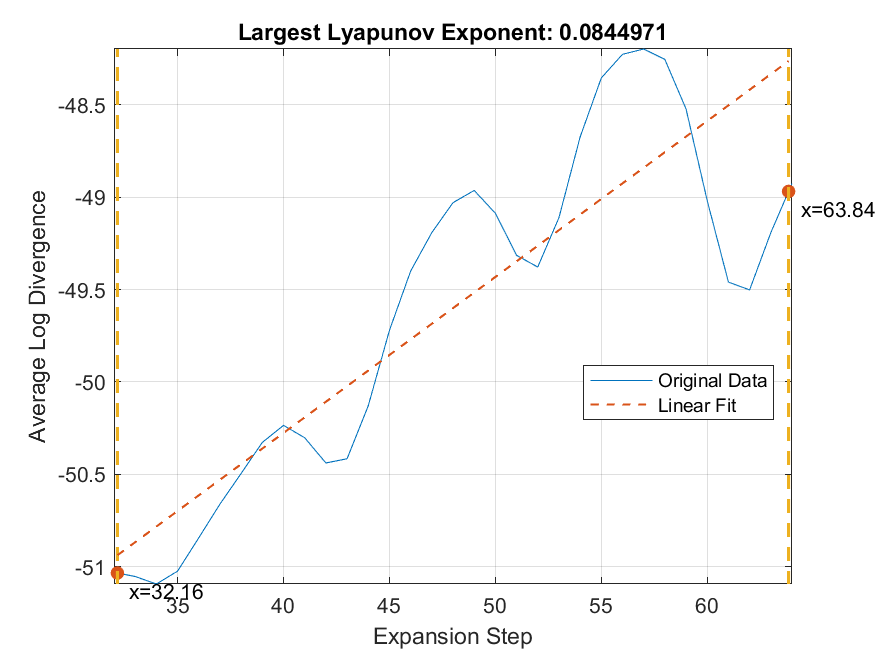 Largest Lyapunov Exponent: 0.0844971
Average Log Divergence
-48.5
-49
-49.5
-50
-50.5
-51
x=63.84
Original Data
Linear Fit
x=32.16
35
40
45
50
55
60
Expansion Step